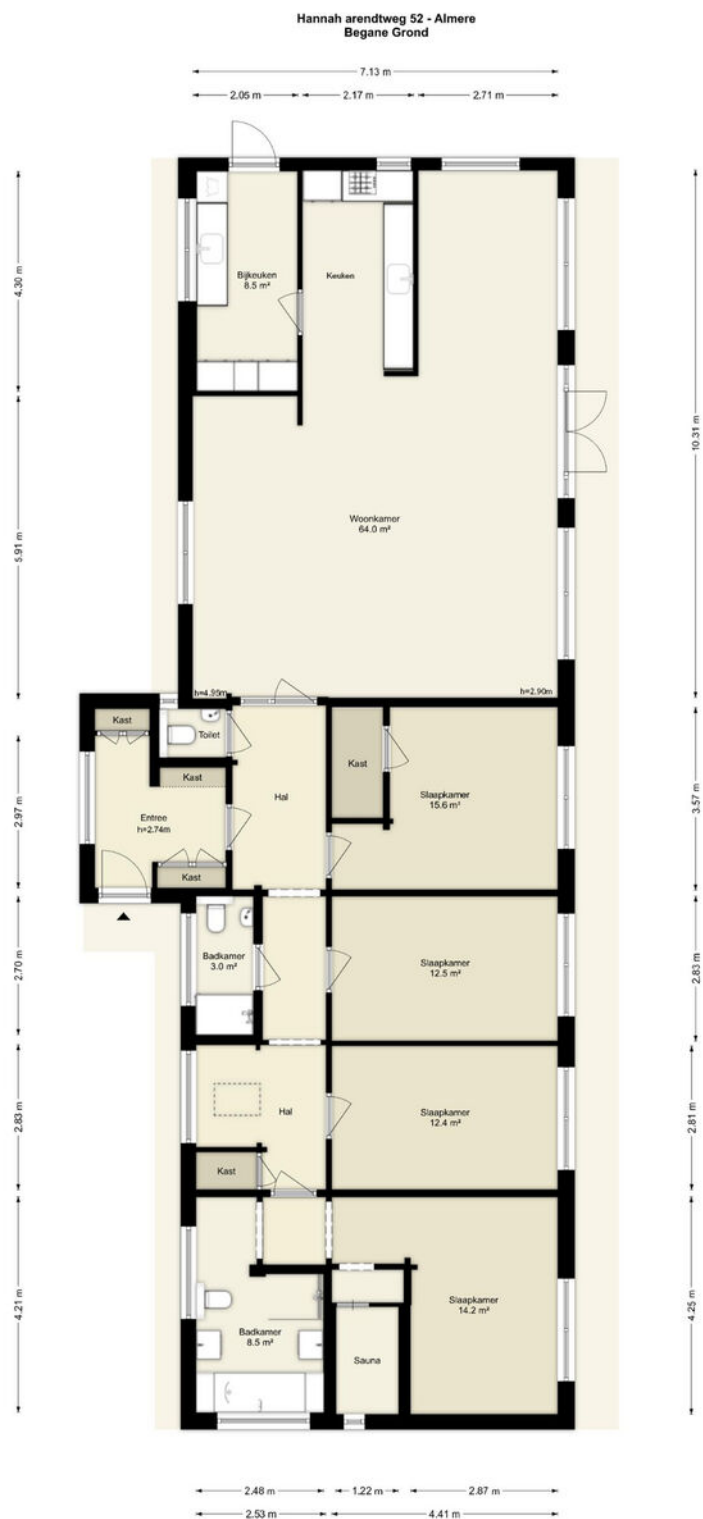 Hannah arendtweg 52 - Almere
Begane Grond
7.13 m
2.05 m
2.17 m
2.71 m
4.30 m
5.91 m
2.97 m
2.70 m
2.83 m
4.21 m
10.31 m
3.57 m
2.83 m
2.81 m
4.25 m
Bijkeuken
8.5 m²
Keuken
Woonkamer
64.0 m²
h=4.95m
h=2.90m
Kast
Toilet
Kast
Entree
h=2.74m
Kast
Hal
Kast
Slaapkamer
15.6 m²
Badkamer
3.0 m²
Slaapkamer
12.5 m²
Hal
Slaapkamer
12.4 m²
Kast
Slaapkamer
14.2 m²
Badkamer
8.5 m²
Sauna
2.48 m
1.22 m
2.87 m
2.53 m
4.41 m